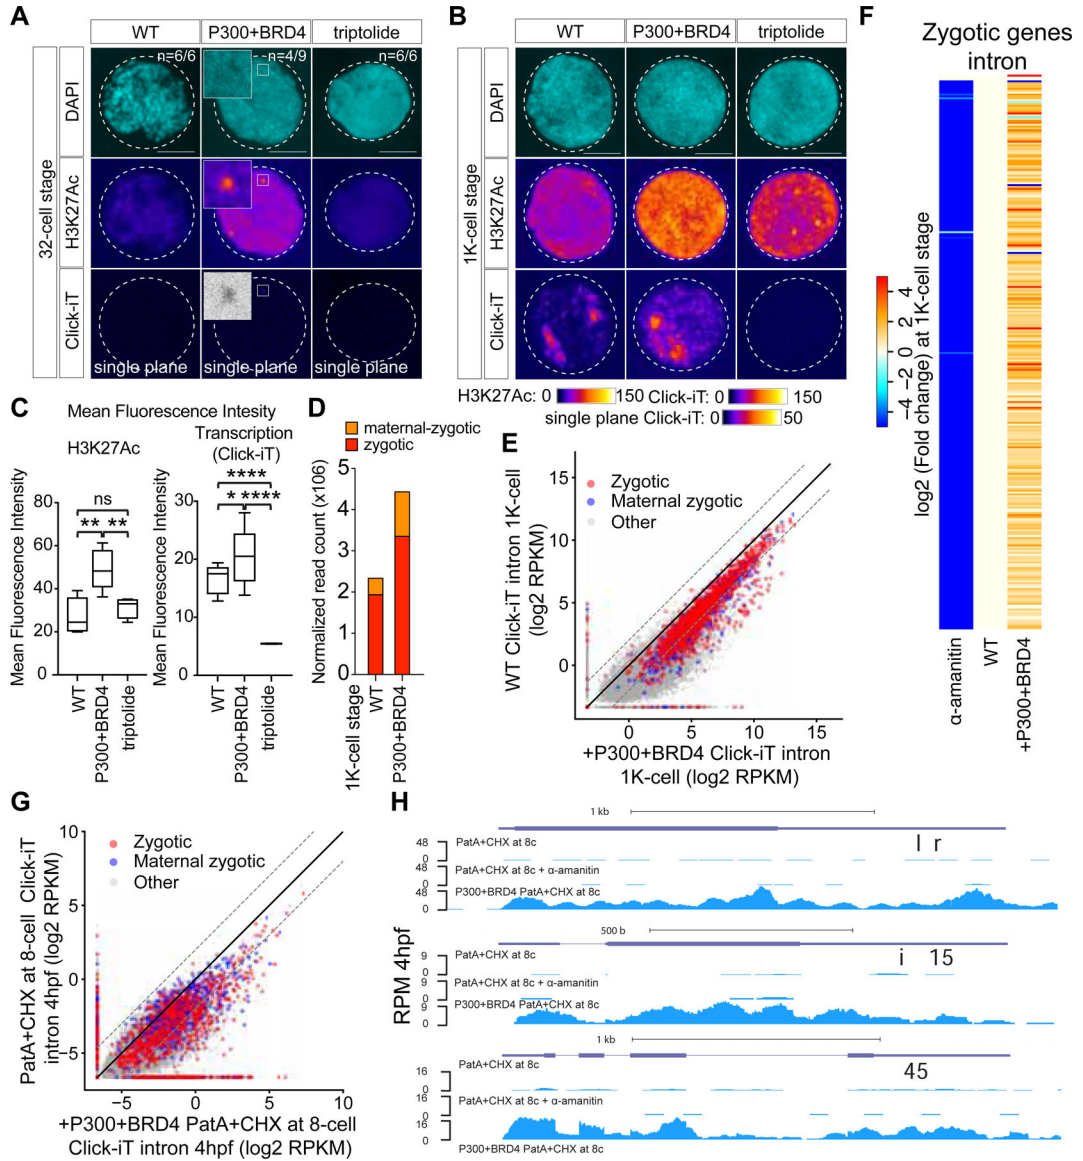 A
WT
P300+BRD4
triptolide
n=6/6
n=4/9
n=6/6
32-cell stage
DAPI
H3K27Ac
Click-iT
single plane
single plane
single plane
B
WT
P300+BRD4
triptolide
1K-cell stage
DAPI
H3K27Ac
Click-iT
H3K27Ac: 0 150 Click-iT: 0 150
single plane Click-iT: 0 50
C
Mean Fluorescence Intesity
H3K27Ac
Mean Fluorescence Intensity
80
60
40
20
0
ns
** **
WT
P300+BRD4
triptolide
Transcription
(Click-iT)
Mean Fluorescence Intensity
30
20
10
0
****
* ****
WT
P300+BRD4
triptolide
D
maternal-zygotic
zygotic
Normalized read count (x106)
5
4
3
2
1
0
1K-cell stage
WT
P300+BRD4
E
Zygotic
Maternal zygotic
Other
WT Click-iT intron 1K-cell
(log2 RPKM)
15
10
5
0
0 5 10 15
+P300+BRD4 Click-iT intron
1K-cell (log2 RPKM)
F
Zygotic genes
intron
log2 (Fold change) at 1K-cell stage
4
2
0
−2
−4
α-amanitin
WT
+P300+BRD4
G
Zygotic
Maternal zygotic
Other
PatA+CHX at 8-cell Click-iT
intron 4hpf (log2 RPKM)
10
5
0
−5
−5 0 5 10
+P300+BRD4 PatA+CHX at 8-cell
Click-iT intron 4hpf (log2 RPKM)
H
RPM 4hpf
1 kb
PatA+CHX at 8c
48
0
l r
PatA+CHX at 8c + α-amanitin
48
0
P300+BRD4 PatA+CHX at 8c
48
0
500 b
PatA+CHX at 8c
9
0
i 15
PatA+CHX at 8c + α-amanitin
9
0
P300+BRD4 PatA+CHX at 8c
9
0
1 kb
PatA+CHX at 8c
16
0
45
PatA+CHX at 8c + α-amanitin
16
0
16
0
P300+BRD4 PatA+CHX at 8c